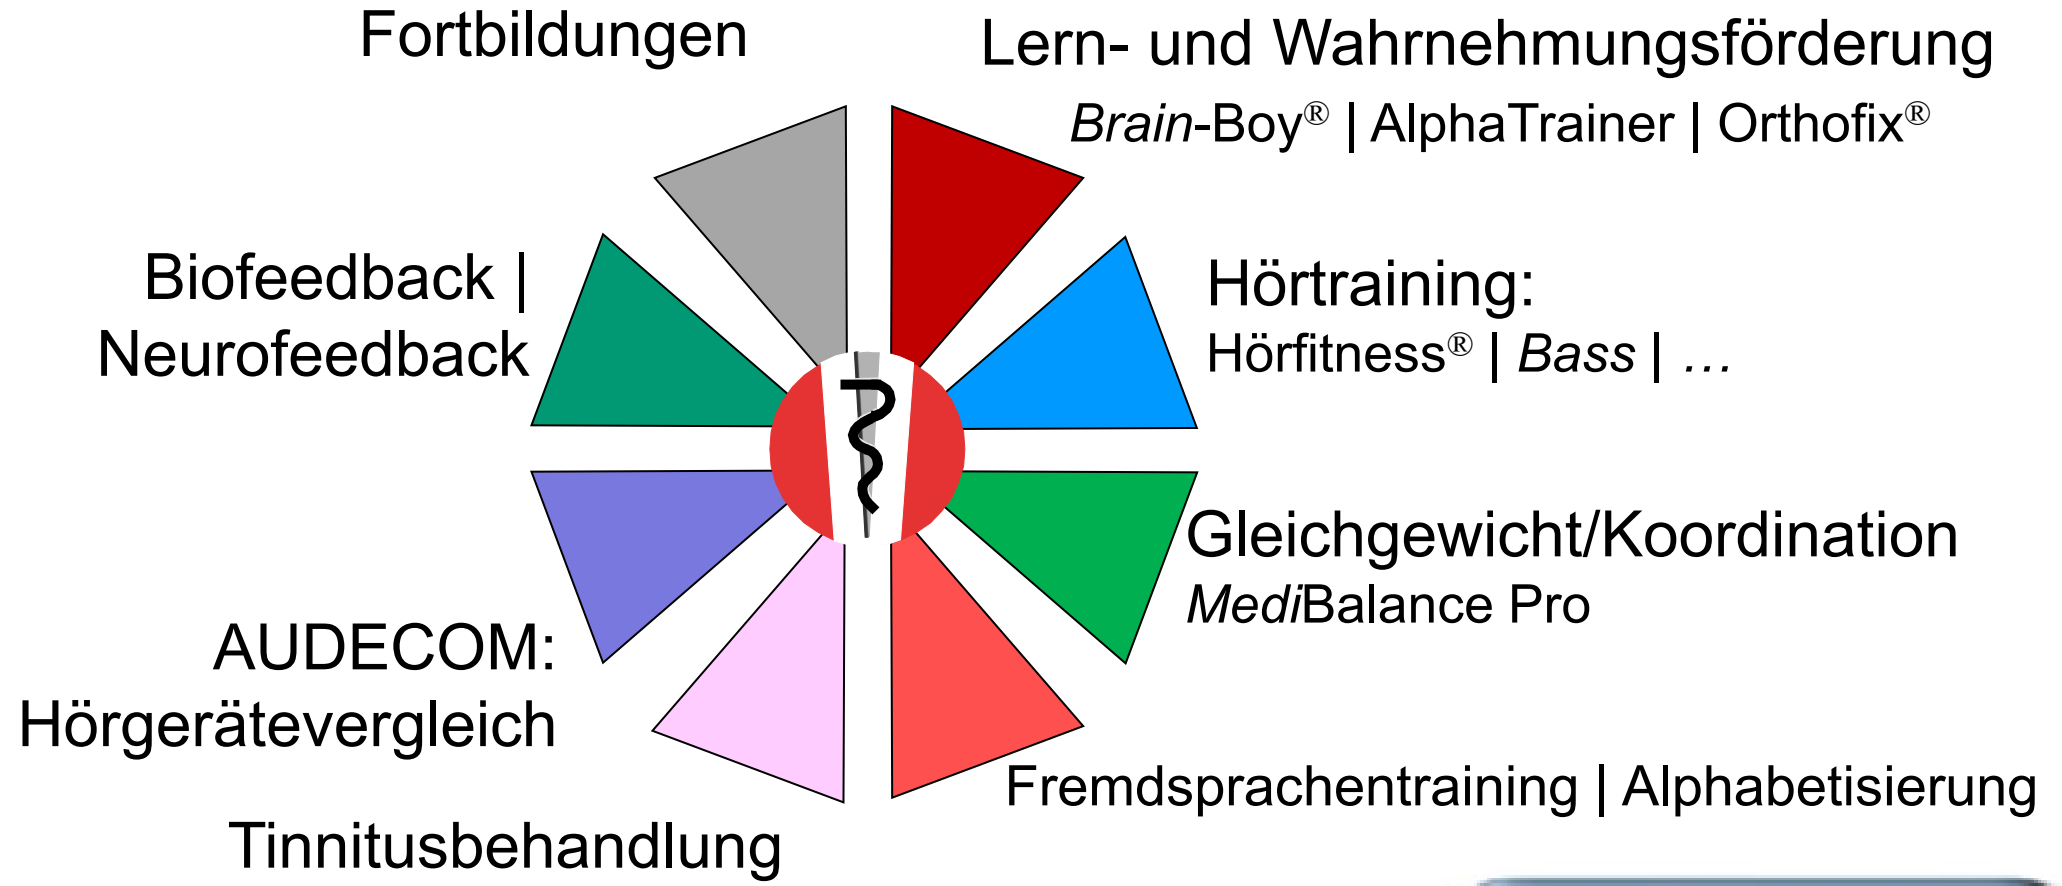 Fortbildungen
Lern- und Wahrnehmungsförderung
Brain-Boy® | AlphaTrainer | Orthofix®
Biofeedback |
Neurofeedback
Hörtraining:
Hörfitness® | Bass | …
Gleichgewicht/Koordination
MediBalance Pro
AUDECOM:
Hörgerätevergleich
Fremdsprachentraining | Alphabetisierung
Tinnitusbehandlung